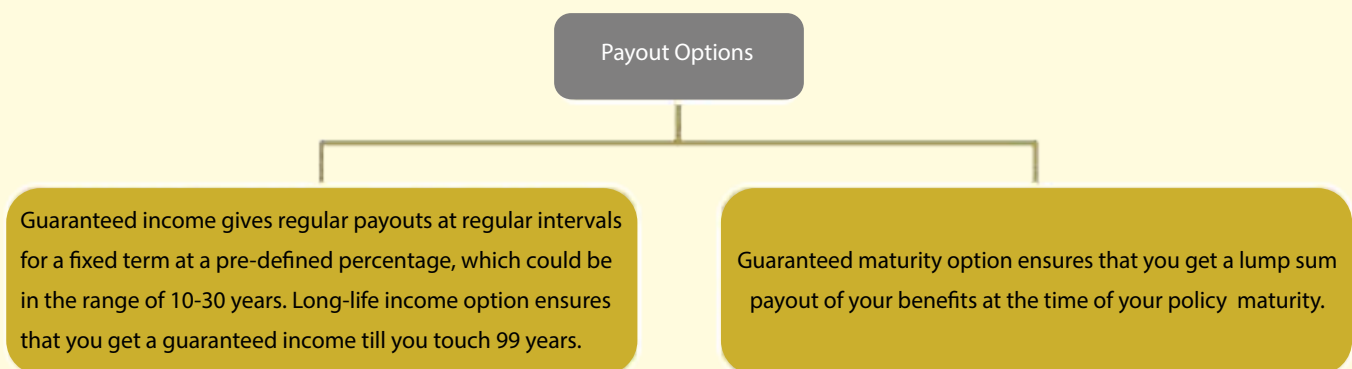 Payout Options
Guaranteed income gives regular payouts at regular intervals
for a fixed term at a pre-defined percentage, which could be
in the range of 10-30 years. Long-life income option ensures
that you get a guaranteed income till you touch 99 years.
Guaranteed maturity option ensures that you get a lump sum
payout of your benefits at the time of your policy maturity.